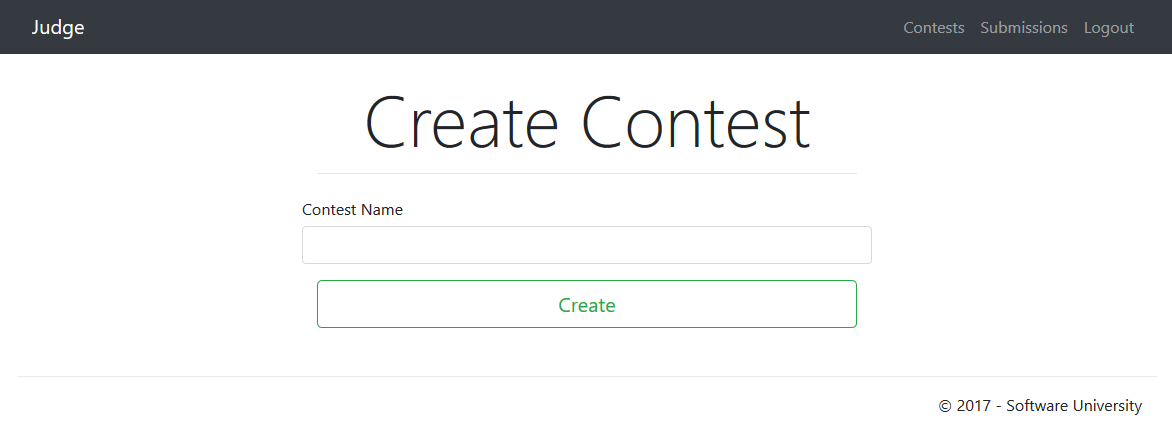 Judge Contests Submissions Logout
Create Contest
Contest Name
Create
© 2017 - Software University